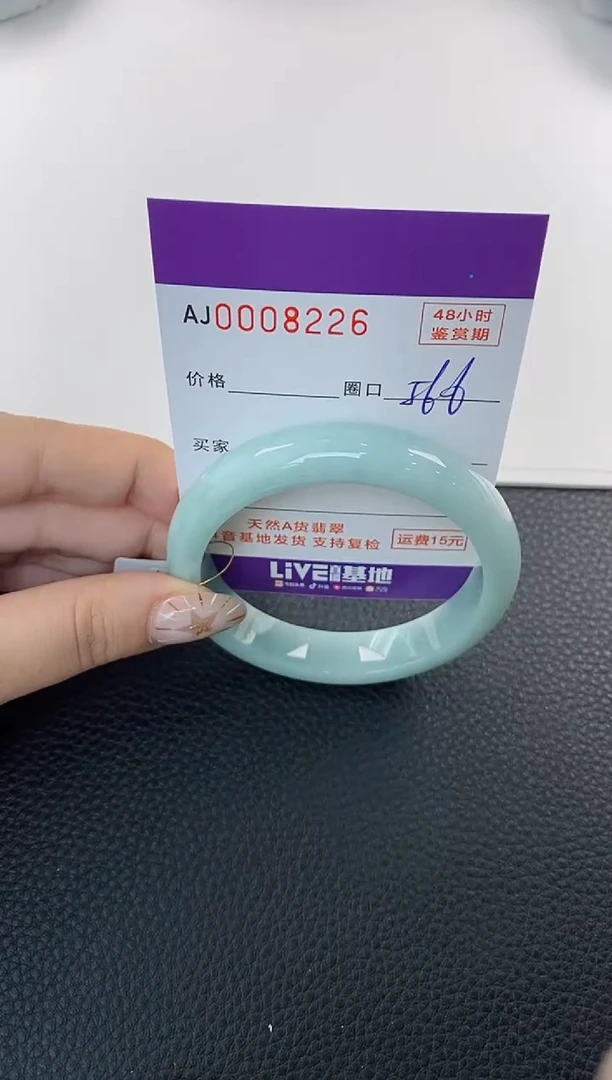 AJ0008226
48小时
鉴赏期
价格 圈口 566
买家
天然A货翡翠
音基地发货 支持复检
运费15元
LiVE 基地